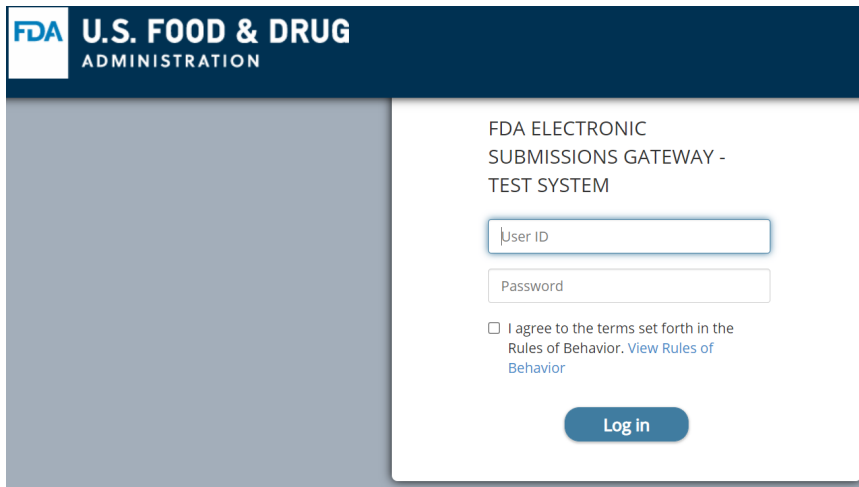 FDA U.S. FOOD & DRUG
ADMINISTRATION
FDA ELECTRONIC
SUBMISSIONS GATEWAY -
TEST SYSTEM
User ID
Password
I agree to the terms set forth in the
Rules of Behavior. View Rules of
Behavior
Log in